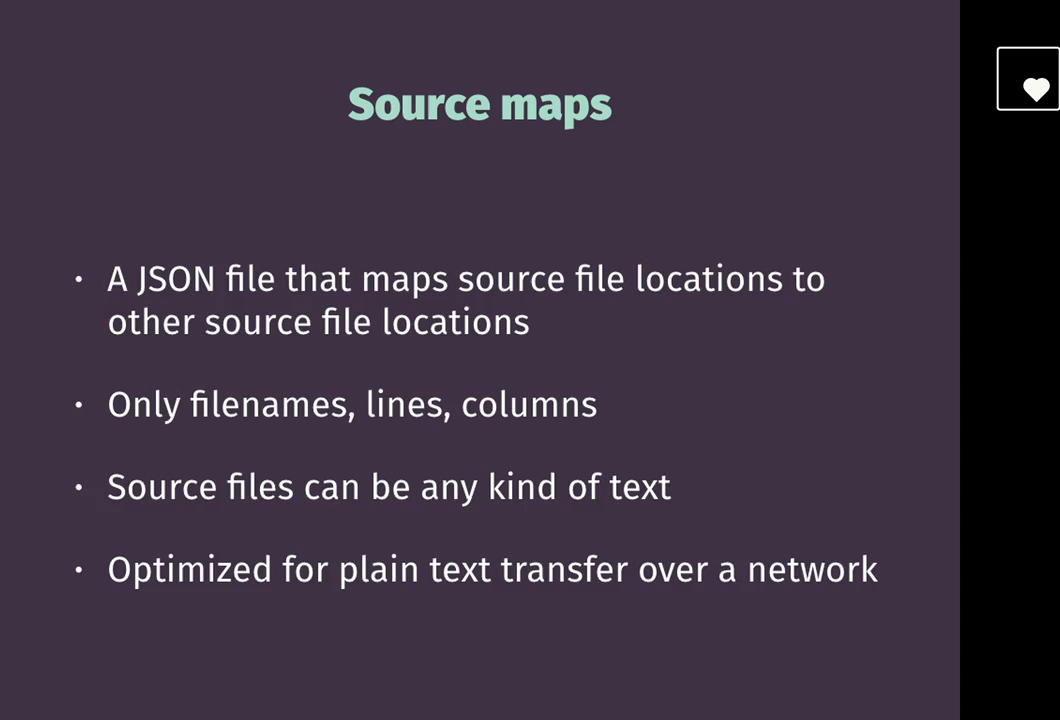 Source maps
• A JSON file that maps source file locations to
other source file locations
• Only filenames, lines, columns
• Source files can be any kind of text
• Optimized for plain text transfer over a network